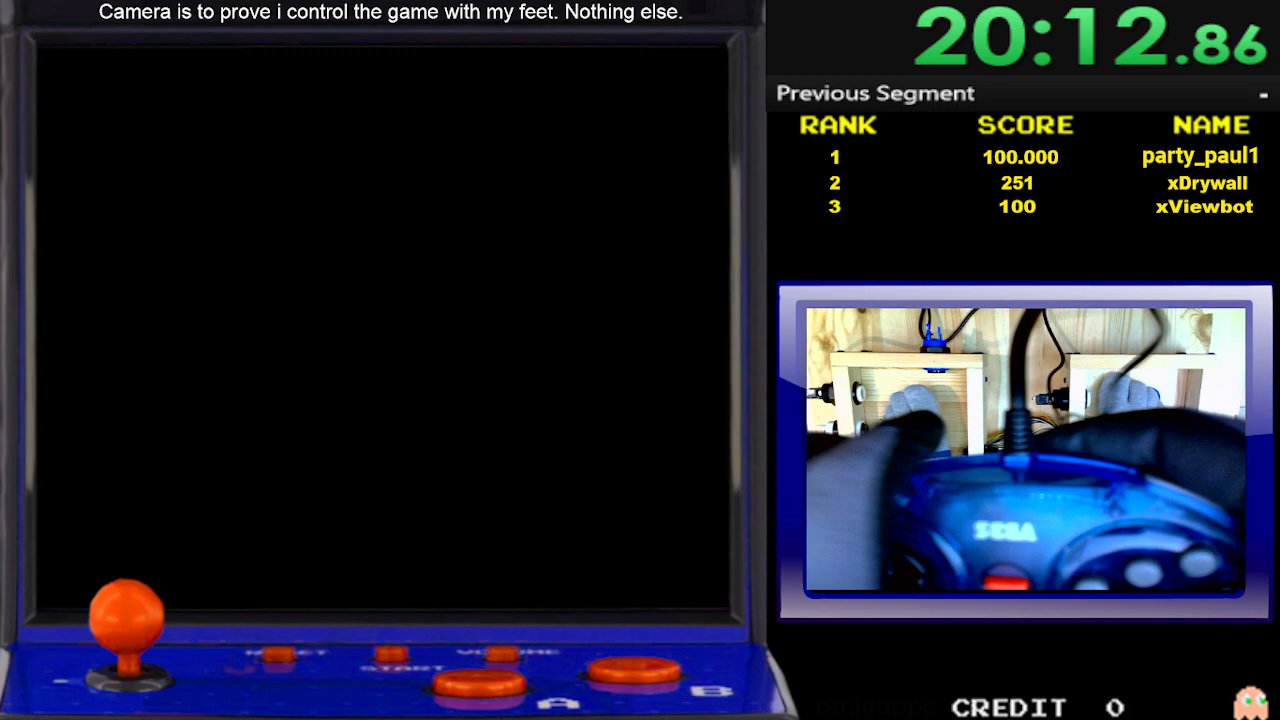 Camera is to prove i control the game with my feet. Nothing else.
20:12.86
Previous Segment -
RANK SCORE NAME
1 100.000 party_paul1
2 251 xDrywall
3 100 xViewbot
SEGA
START
A
B
CREDIT 0